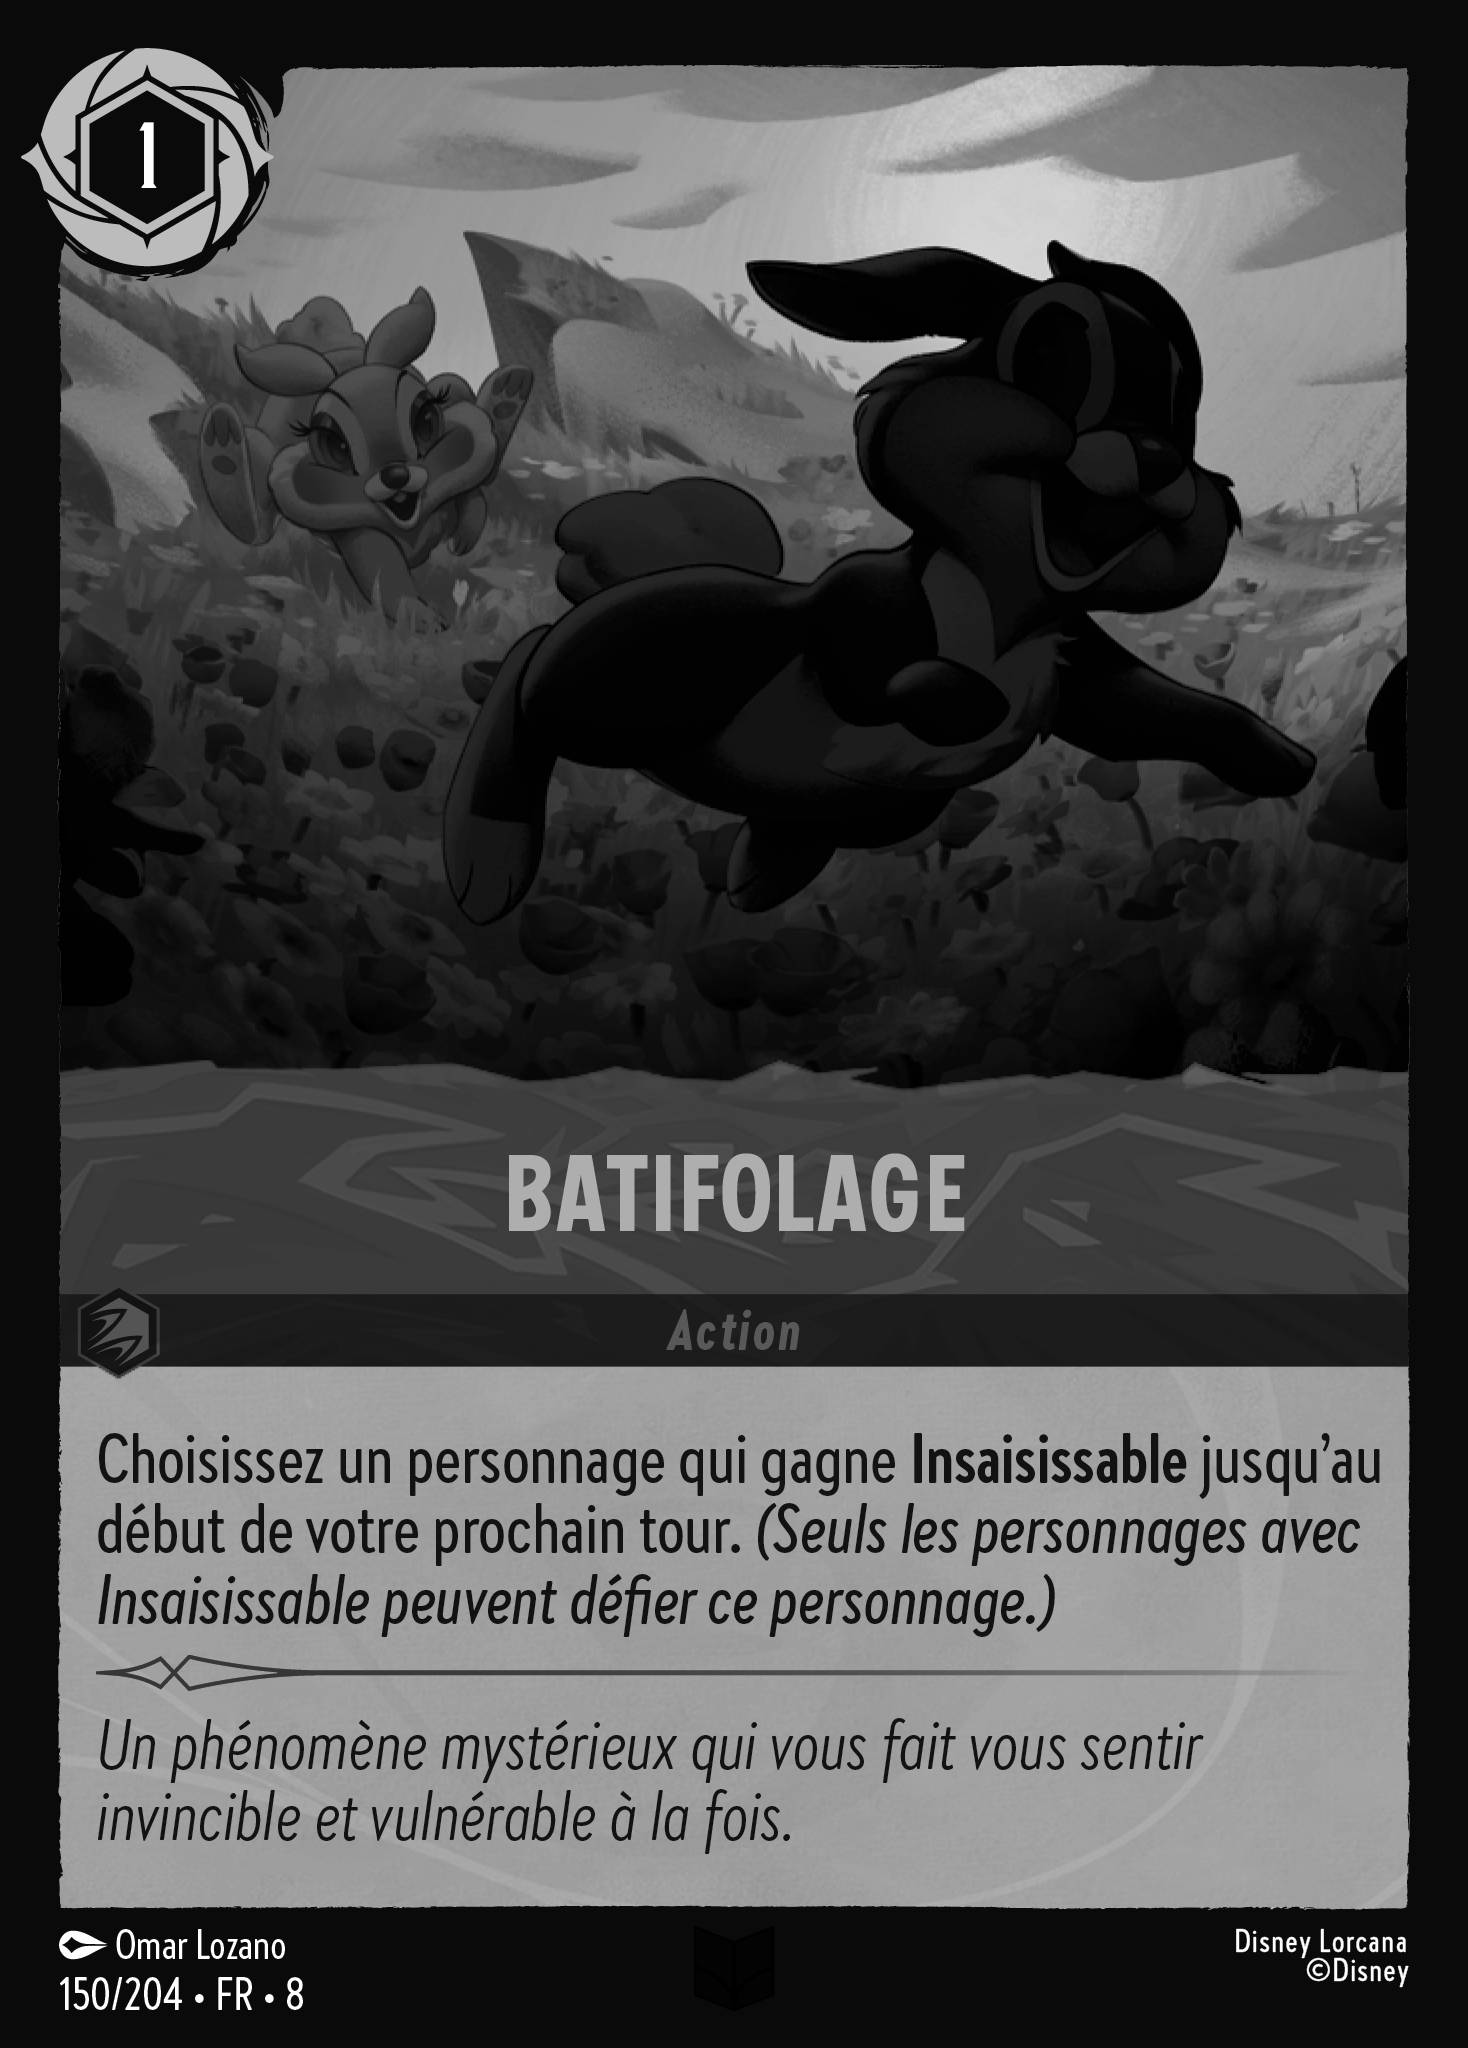 1
BATIFOLAGE
Action
Choisissez un personnage qui gagne Insaisissable jusqu’au
début de votre prochain tour. (Seuls les personnages avec
Insaisissable peuvent défier ce personnage.)
Un phénomène mystérieux qui vous fait vous sentir
invincible et vulnérable à la fois.
Omar Lozano
150/204 • FR • 8
Disney Lorcana
©Disney